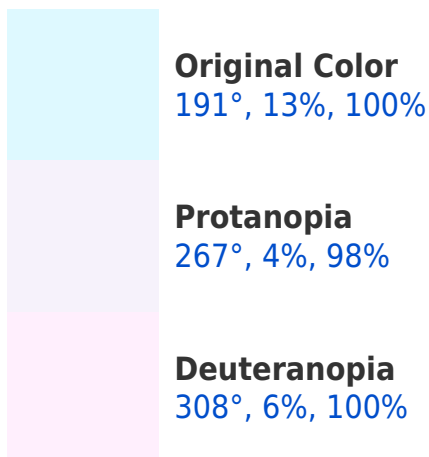 Original Color
191°, 13%, 100%
Protanopia
267°, 4%, 98%
Deuteranopia
308°, 6%, 100%